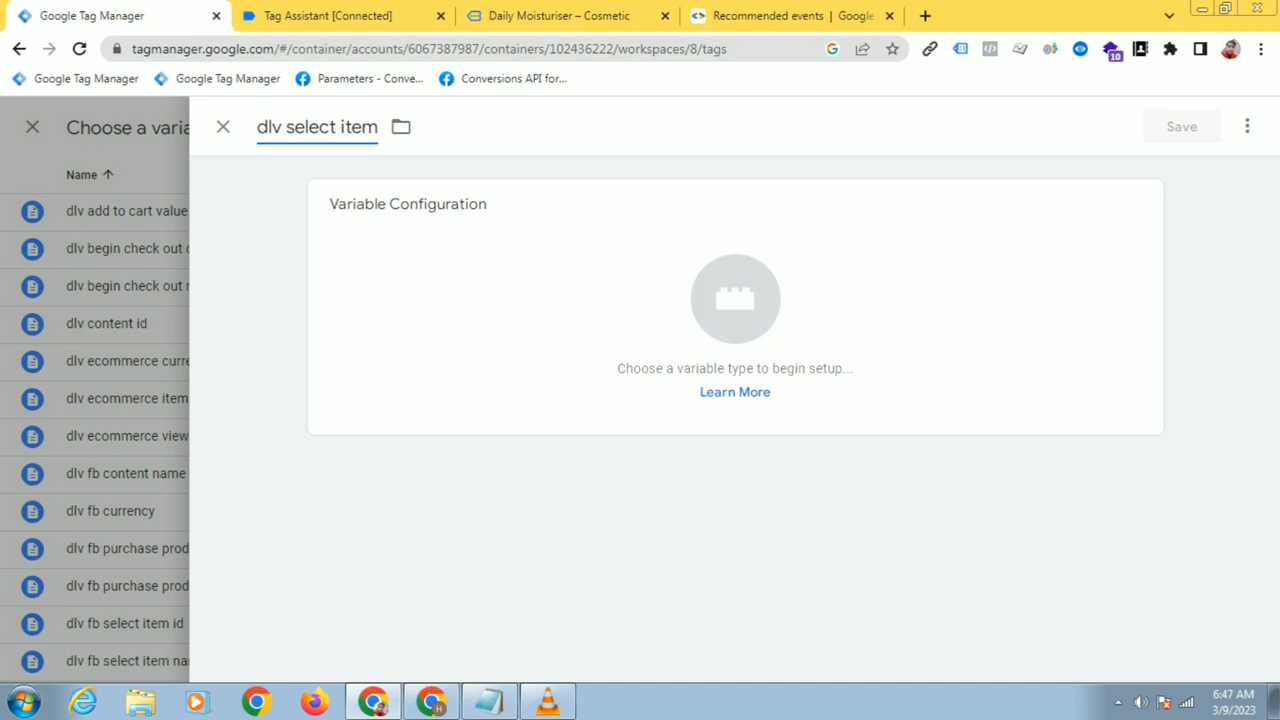 Google Tag Manager
Tag Assistant [Connected]
Daily Moisturiser – Cosmetic
Recommended events | Google
tagmanager.google.com/#/container/accounts/6067387987/containers/102436222/workspaces/8/tags
10
Google Tag Manager
Google Tag Manager
Parameters - Conve...
Conversions API for...
Choose a varia
dlv select item
Save
Name
Variable Configuration
dlv add to cart value
dlv begin check out
dlv begin check out
dlv content id
dlv ecommerce curre
dlv ecommerce item
dlv ecommerce view
dlv fb content name
dlv fb currency
dlv fb purchase prod
dlv fb purchase prod
dlv fb select item id
dlv fb select item na
Choose a variable type to begin setup...
Learn More
H
6:47 AM
3/9/2023